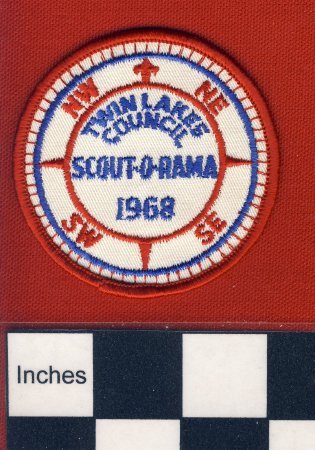 NW NE
TWIN LAKES
COUNCIL
SCOUT-O-RAMA
1968
SW SE
Inches